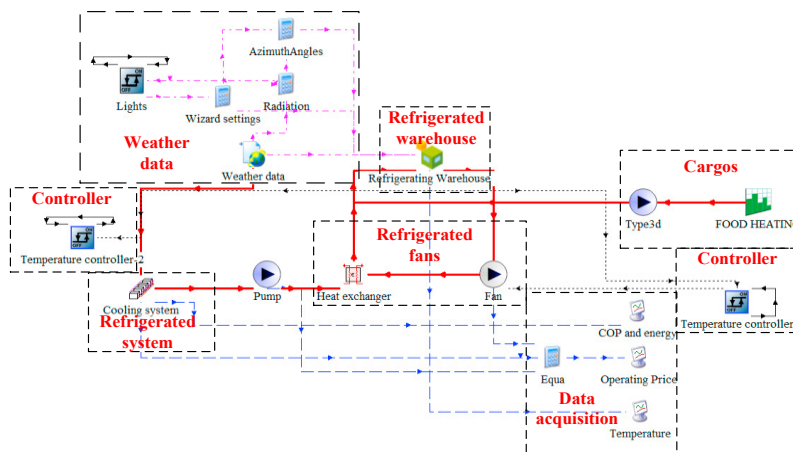 AzimuthAngles
Lights
Wizard settings
Radiation
Weather
data
Weather data
Refrigerated
warehouse
Refrigerating Warehouse
Cargos
Type3d
FOOD HEATING
Controller
Temperature controller-2
Refrigerated
fans
Controller
Cooling system
Pump
Heat exchanger
Fan
Temperature controller
Refrigerated
system
COP and energy
Equa
Operating Price
Data
acquisition
Temperature